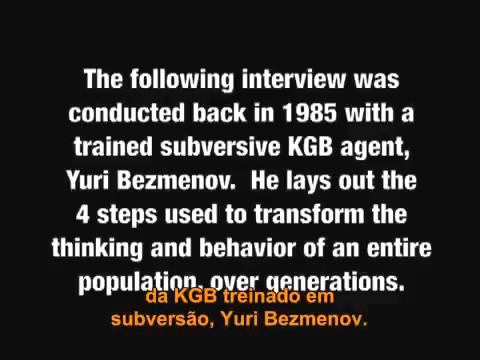 The following interview was
conducted back in 1985 with a
trained subversive KGB agent,
Yuri Bezmenov.  He lays out the
4 steps used to transform the
thinking and behavior of an entire
population, over generations.
da KGB treinado em
subversão, Yuri Bezmenov.